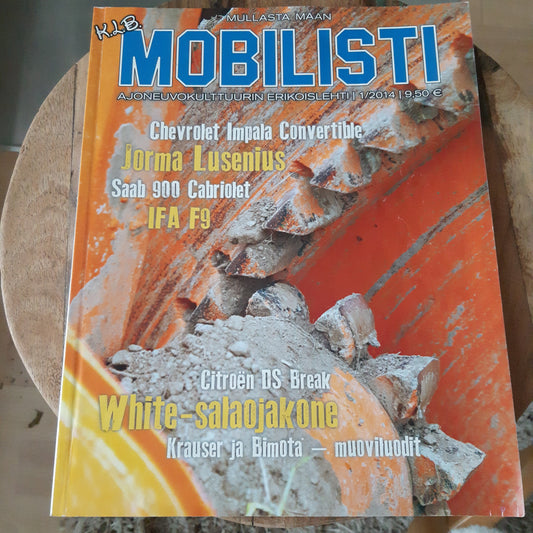 MULLASTA MAAN
K.L.B.
MOBILISTI
AJONEUVOKULTTUURIN ERIKOISLEHTI | 1/2014 | 9,50 €
Chevrolet Impala Convertible
Jorma Lusenius
Saab 900 Cabriolet
IFA F9
Citroën DS Break
White-salaojakone
Krauser ja Bimota – muoviluodit